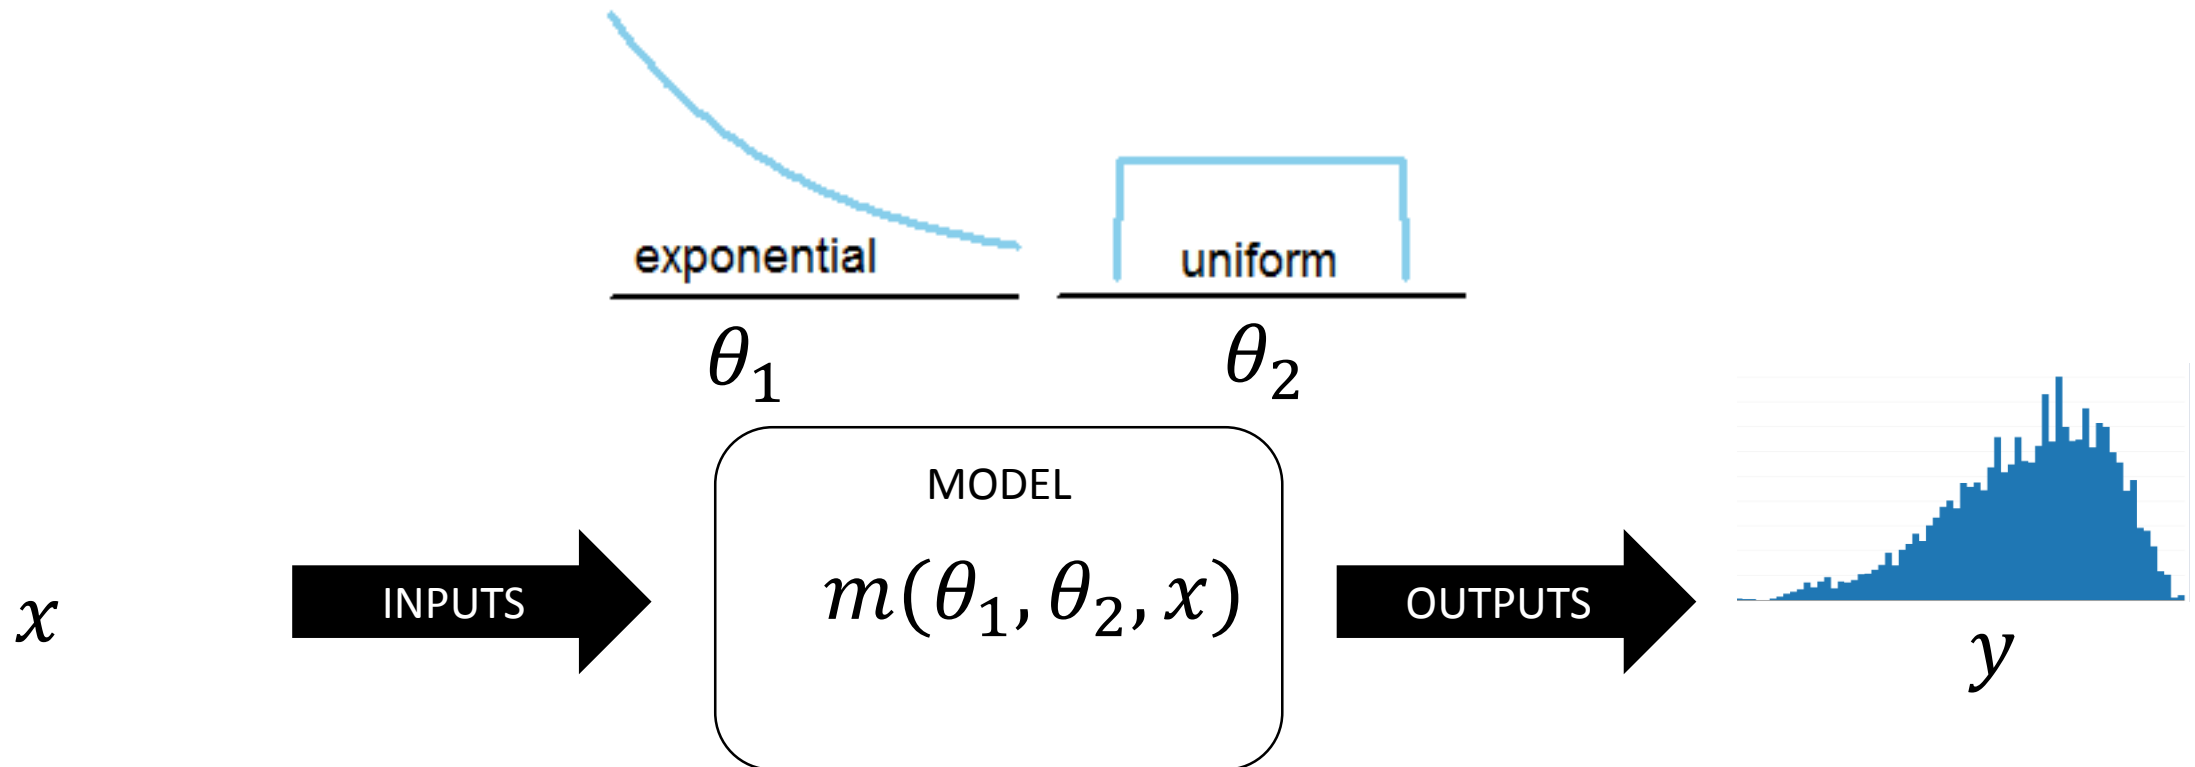 exponential
uniform
θ₁
θ₂
MODEL
m(θ₁, θ₂, x)
x
INPUTS
OUTPUTS
y